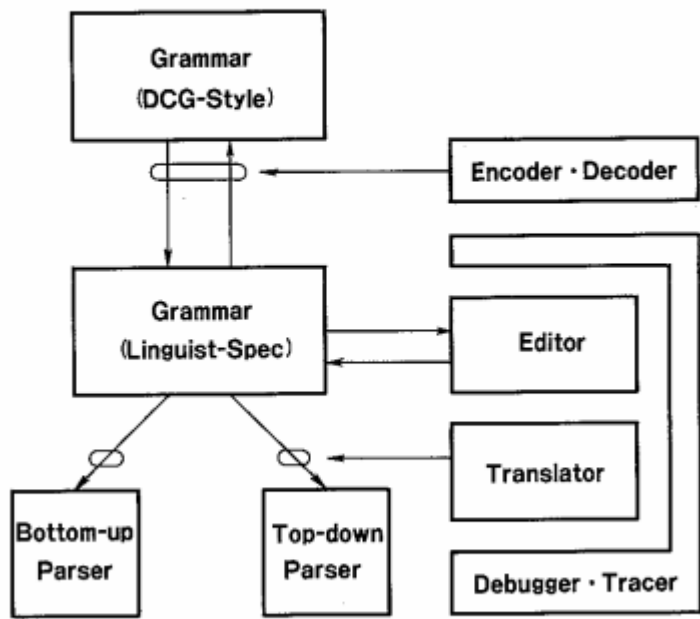 Grammar
(DCG-Style)
Encoder・Decoder
Grammar
(Linguist-Spec)
Editor
Translator
Bottom-up
Parser
Top-down
Parser
Debugger・Tracer